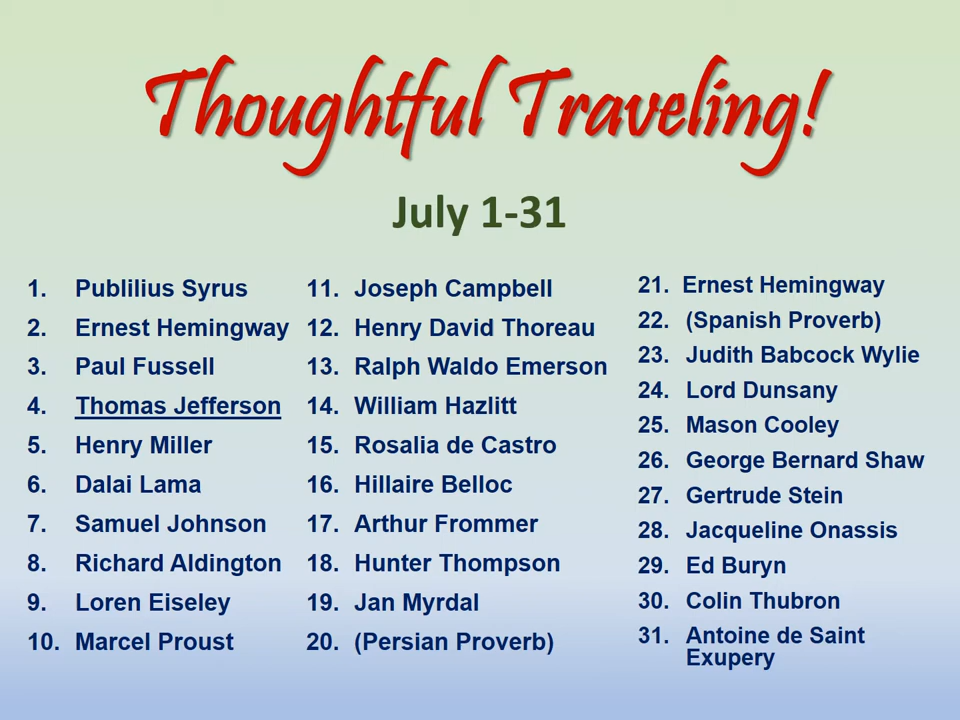 Thoughtful Traveling!
July 1-31
1. Publilius Syrus
2. Ernest Hemingway
3. Paul Fussell
4. Thomas Jefferson
5. Henry Miller
6. Dalai Lama
7. Samuel Johnson
8. Richard Aldington
9. Loren Eiseley
10. Marcel Proust
11. Joseph Campbell
12. Henry David Thoreau
13. Ralph Waldo Emerson
14. William Hazlitt
15. Rosalia de Castro
16. Hillaire Belloc
17. Arthur Frommer
18. Hunter Thompson
19. Jan Myrdal
20. (Persian Proverb)
21. Ernest Hemingway
22. (Spanish Proverb)
23. Judith Babcock Wylie
24. Lord Dunsany
25. Mason Cooley
26. George Bernard Shaw
27. Gertrude Stein
28. Jacqueline Onassis
29. Ed Buryn
30. Colin Thubron
31. Antoine de Saint
Exupery